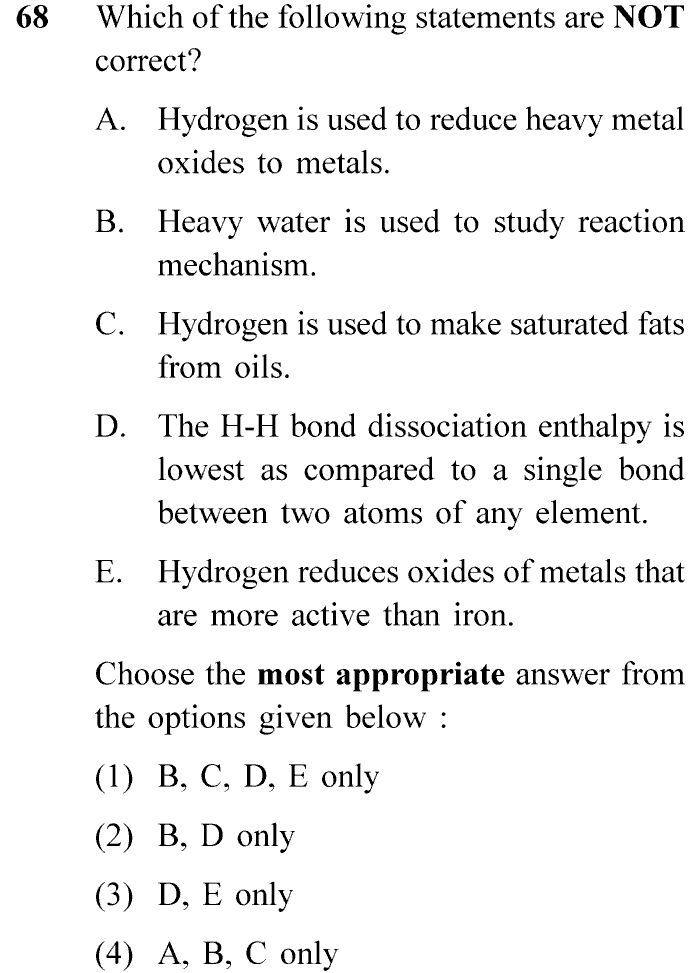 68 Which of the following statements are NOT
correct?
A. Hydrogen is used to reduce heavy metal
oxides to metals.
B. Heavy water is used to study reaction
mechanism.
C. Hydrogen is used to make saturated fats
from oils.
D. The H-H bond dissociation enthalpy is
lowest as compared to a single bond
between two atoms of any element.
E. Hydrogen reduces oxides of metals that
are more active than iron.
Choose the most appropriate answer from
the options given below :
(1) B, C, D, E only
(2) B, D only
(3) D, E only
(4) A, B, C only